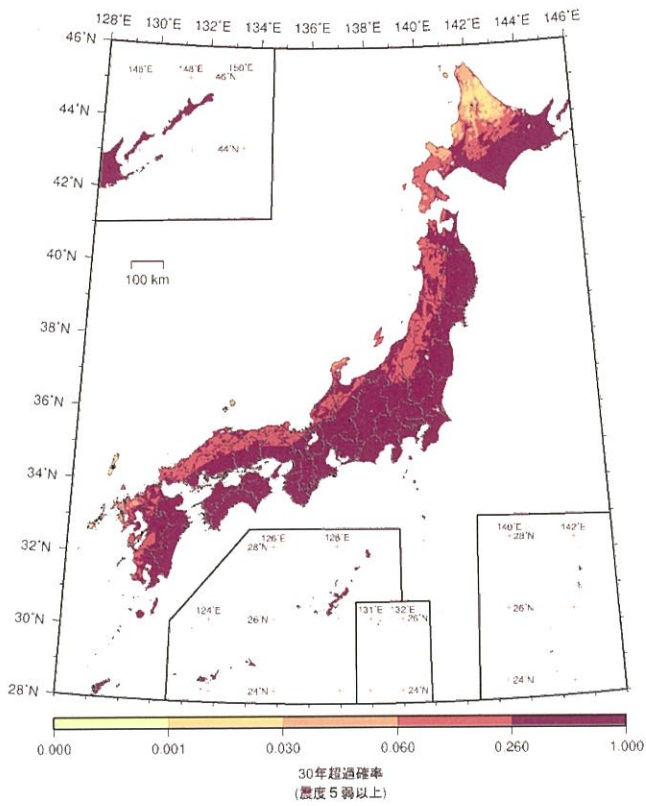 128°E 130°E 132°E 134°E 136°E 138°E 140°E 142°E 144°E 146°E
46°N
44°N
42°N
40°N
38°N
36°N
34°N
32°N
30°N
28°N
146°E 148°E 150°E
46°N
44°N
100 km
126°E 128°E
28°N
124°E
26°N
24°N
131°E 132°E
26°N
24°N
140°E 142°E
28°N
26°N
24°N
0.000 0.001 0.030 0.060 0.260 1.000
30年超過確率
(震度5弱以上)